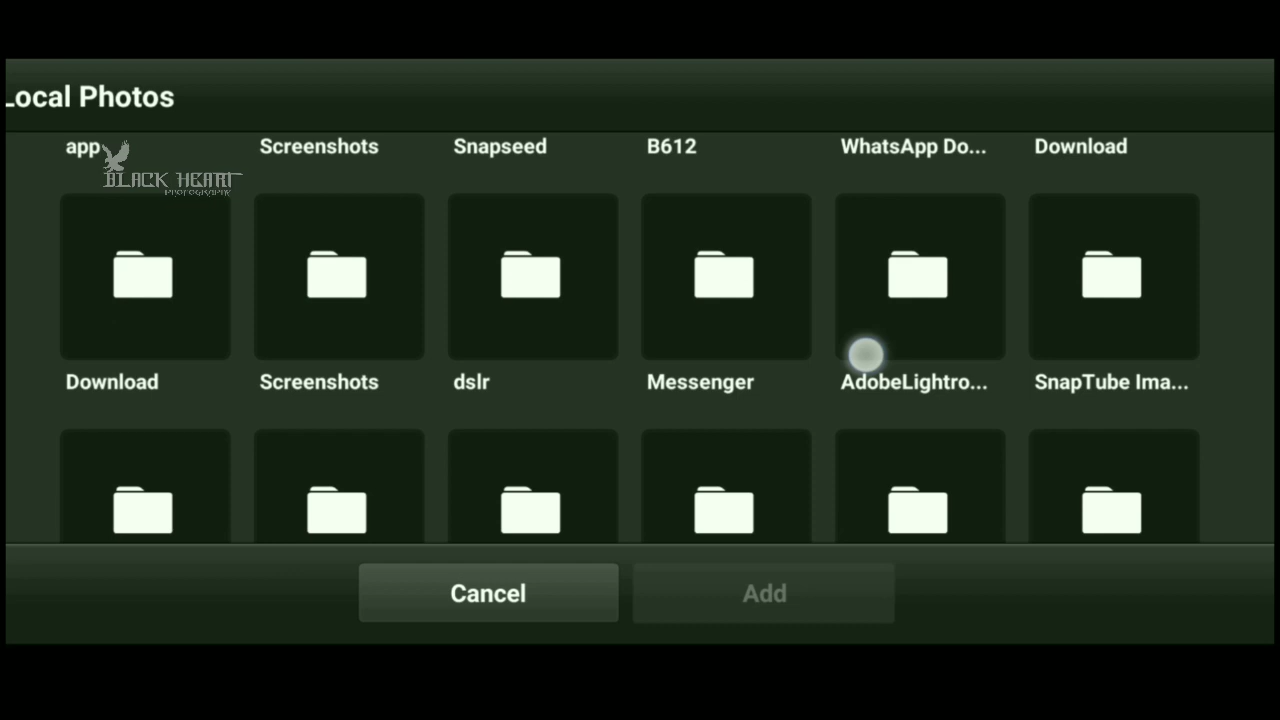 Local Photos
app
Screenshots
Snapseed
B612
WhatsApp Do...
Download
BLACK HEART
PHOTOGRAPHY
Download
Screenshots
dslr
Messenger
AdobeLightro...
SnapTube Ima...
Cancel
Add